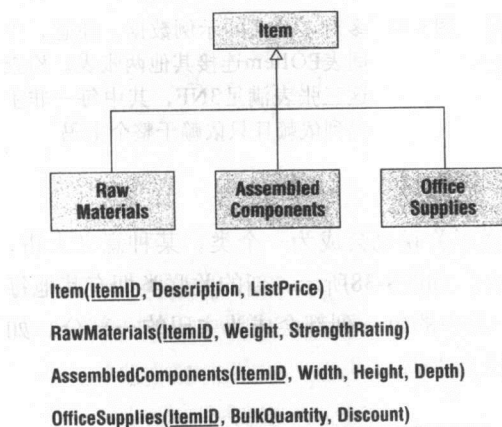 Item
Raw
Materials
Assembled
Components
Office
Supplies
Item(ItemID, Description, ListPrice)
RawMaterials(ItemID, Weight, StrengthRating)
AssembledComponents(ItemID, Width, Height, Depth)
OfficeSupplies(ItemID, BulkQuantity, Discount)